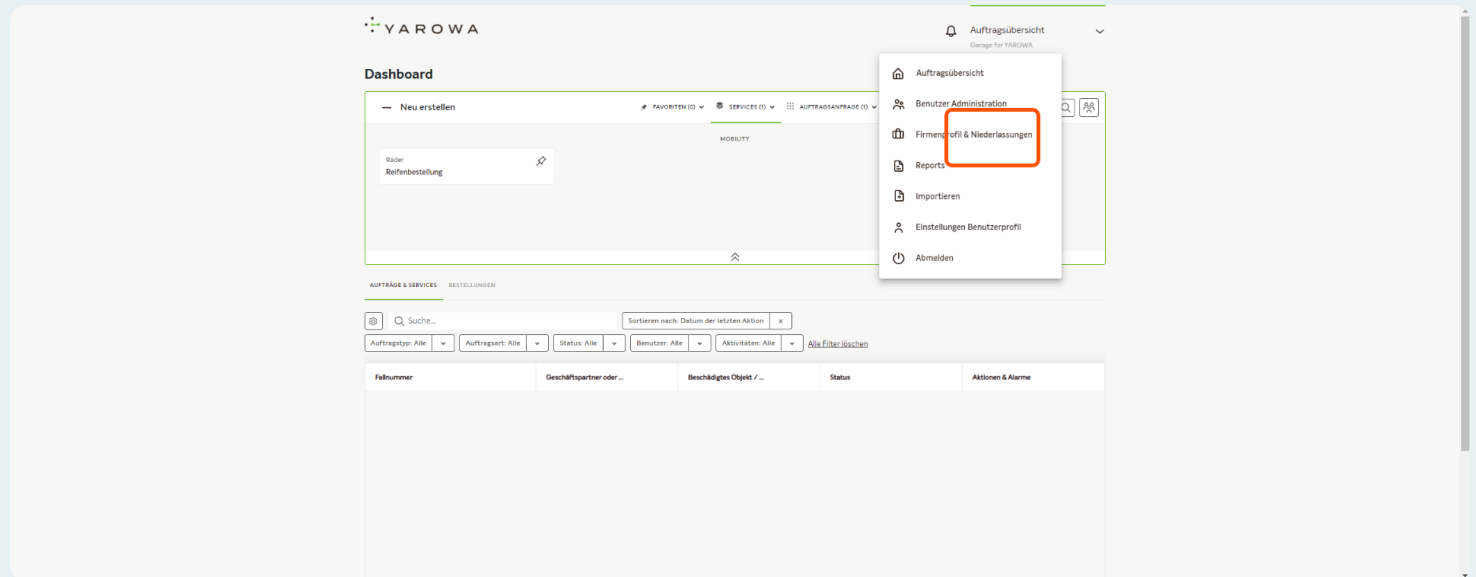 YAROWA
Auftragsübersicht
Garage for YAROWA
Dashboard
Neu erstellen
FAVORITEN (0)
SERVICES (1)
AUFTRAGSANFRAGE (1)
MOBILITY
Räder
Reifenbestellung
Auftragsübersicht
Benutzer Administration
Firmenprofil & Niederlassungen
Reports
Importieren
Einstellungen Benutzerprofil
Abmelden
AUFTRÄGE & SERVICES
BESTELLUNGEN
Suche...
Sortieren nach: Datum der letzten Aktion
Auftragstyp: Alle
Auftragsart: Alle
Status: Alle
Benutzer: Alle
Aktivitäten: Alle
Alle Filter löschen
Fallnummer
Geschäftspartner oder ...
Beschädigtes Objekt / ...
Status
Aktionen & Alarme